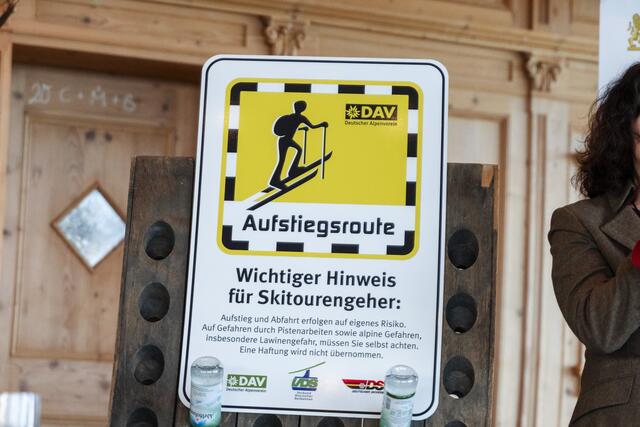 20 * C + M + B
DAV
Deutscher Alpenverein
Aufstiegsroute
Wichtiger Hinweis
für Skitourengeher:
Aufstieg und Abfahrt erfolgen auf eigenes Risiko.
Auf Gefahren durch Pistenarbeiten sowie alpine Gefahren,
insbesondere Lawinengefahr, müssen Sie selbst achten.
Eine Haftung wird nicht übernommen.
DAV
Deutscher Alpenverein
VDS
DS